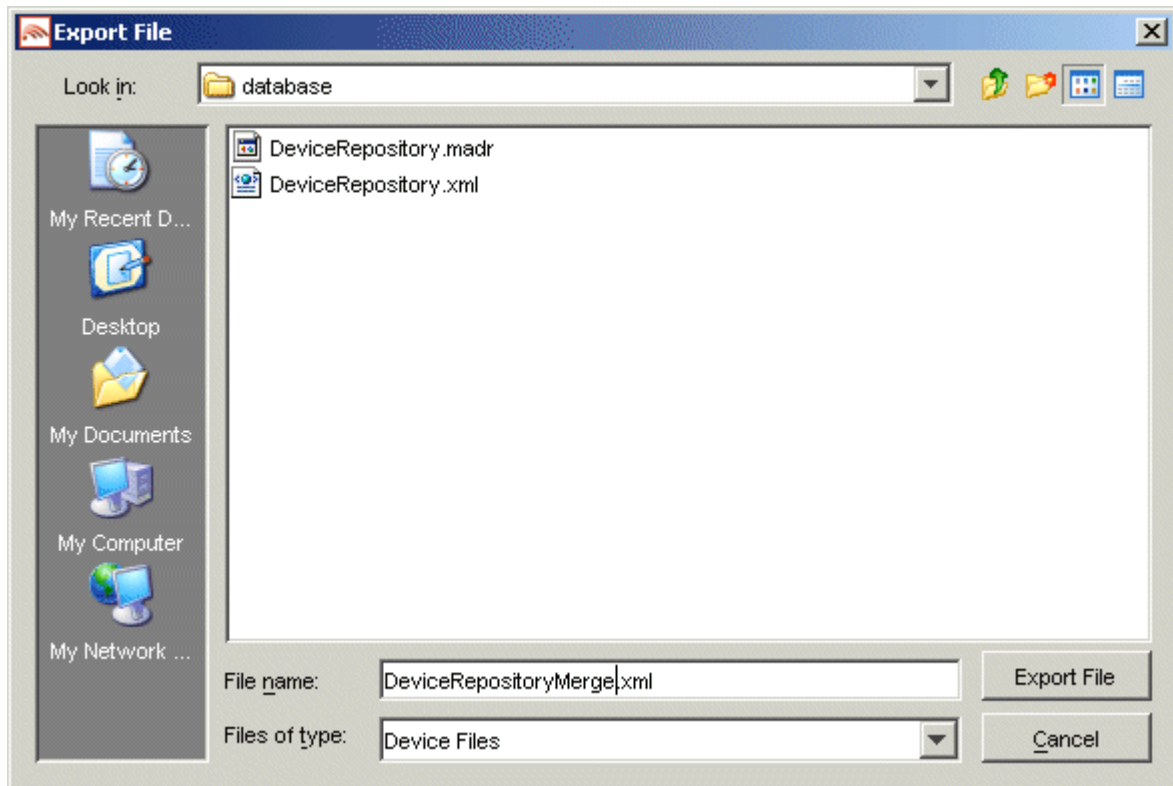 Export File
Look in:
database
DeviceRepository.madr
DeviceRepository.xml
My Recent D...
Desktop
My Documents
My Computer
My Network ...
File name:
DeviceRepositoryMerge.xml
Export File
Files of type:
Device Files
Cancel